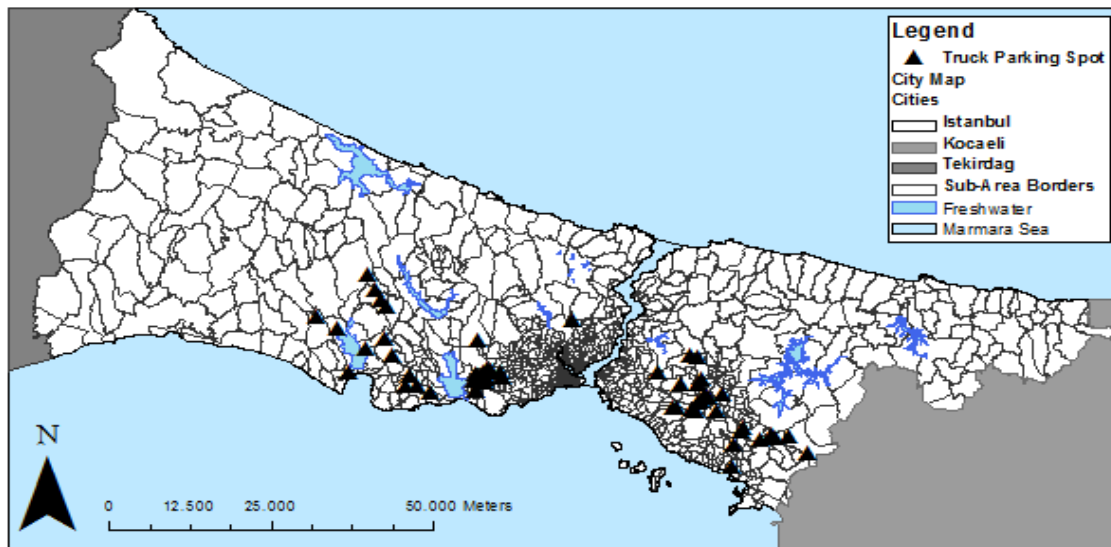 Legend
Truck Parking Spot
City Map
Cities
Istanbul
Kocaeli
Tekirdag
Sub-Area Borders
Freshwater
Marmara Sea
N
0 12.500 25.000 50.000 Meters